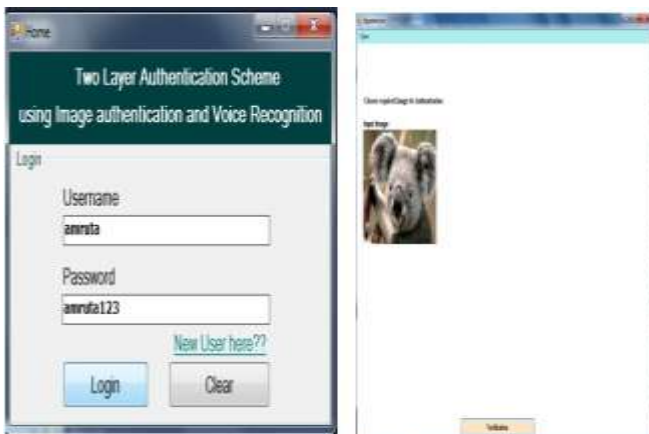 Home
Two Layer Authentication Scheme
using Image authentication and Voice Recognition
Login
Username
amruta
Password
amruta123
New User here??
Login
Clear
Input Image